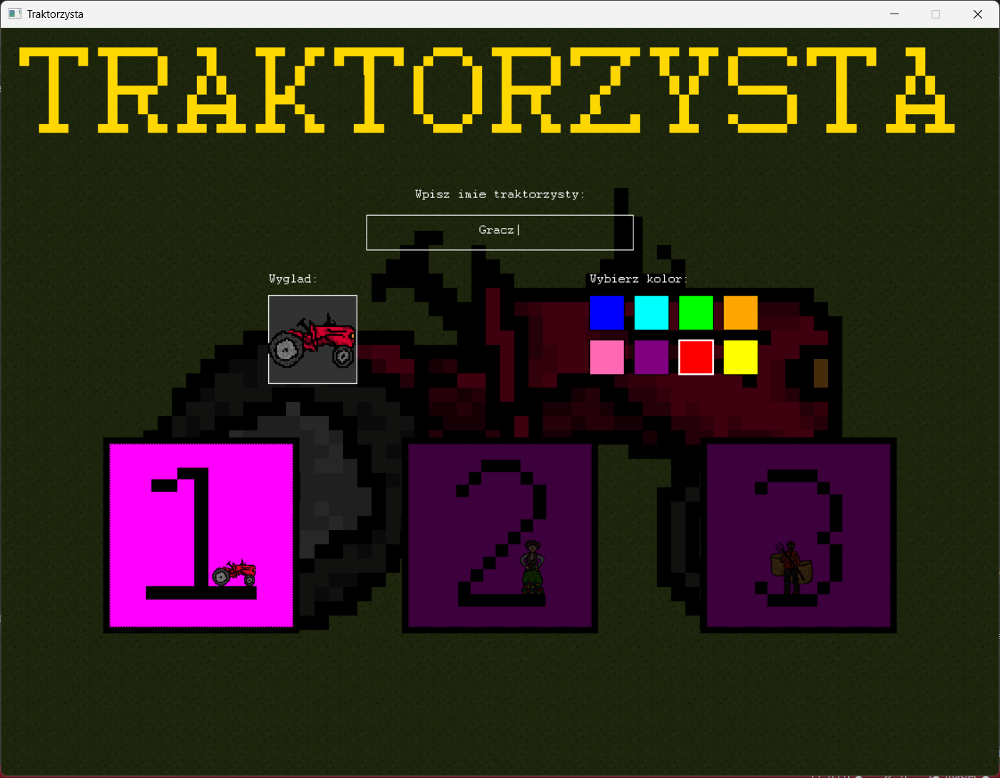 Traktorzysta
TRAKTORZYSTA
Wpisz imie traktorzysty:
Gracz|
Wyglad:
Wybierz kolor:
1
2
3